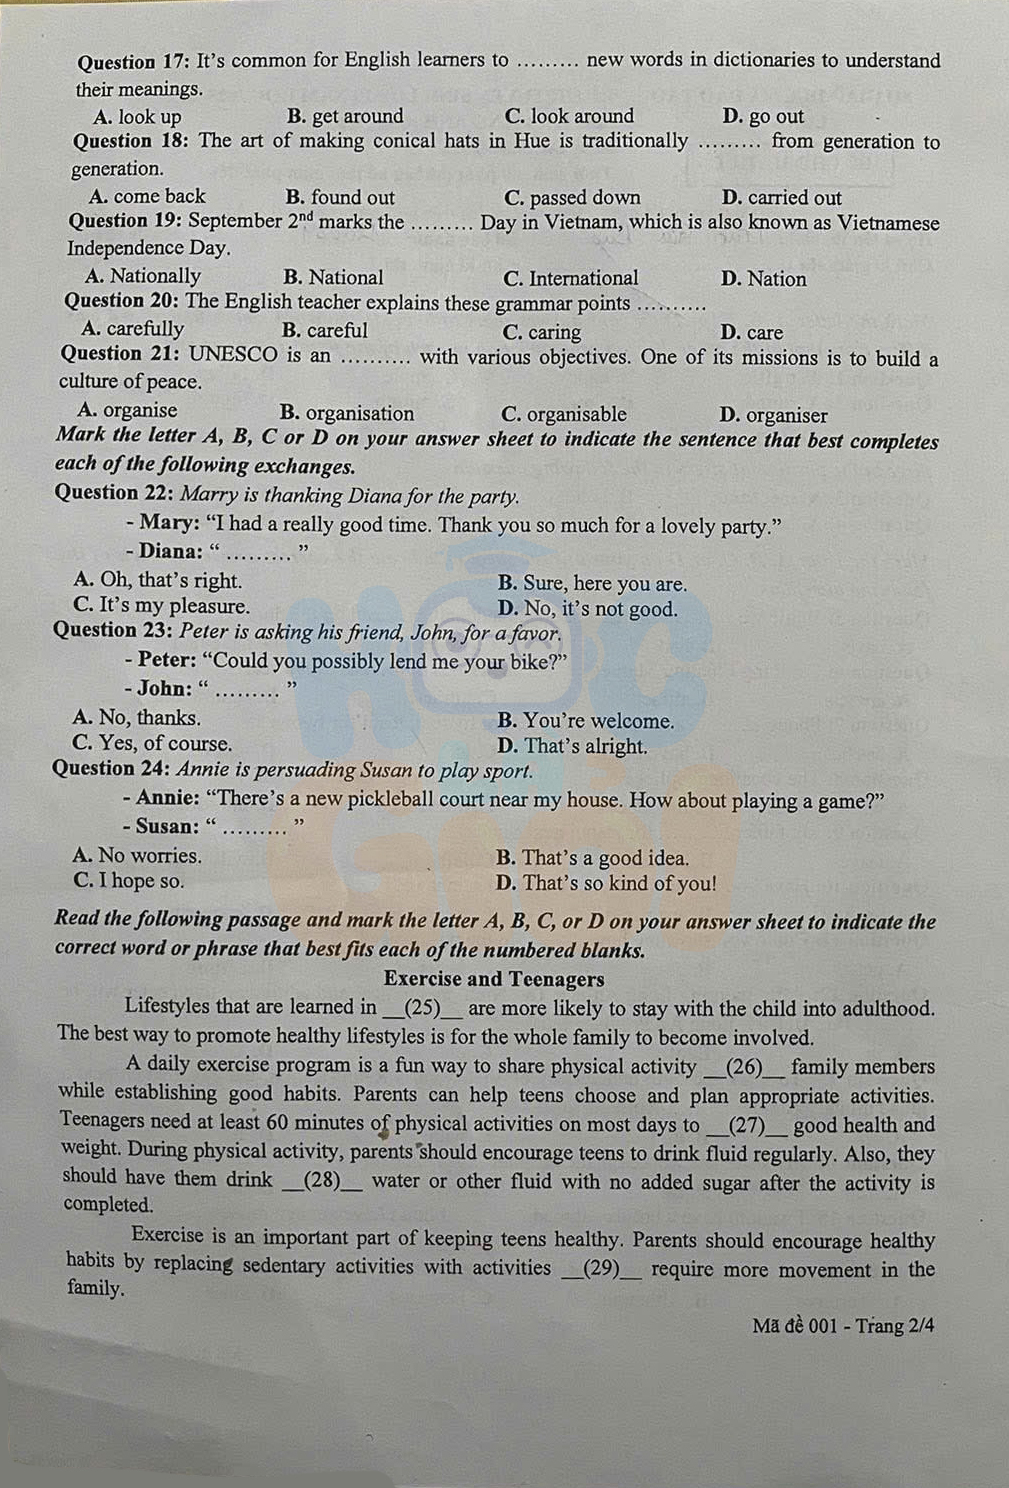 Question 17: It's common for English learners to ......... new words in dictionaries to understand
their meanings.
A. look up B. get around C. look around D. go out
Question 18: The art of making conical hats in Hue is traditionally ......... from generation to
generation.
A. come back B. found out C. passed down D. carried out
Question 19: September 2nd marks the ......... Day in Vietnam, which is also known as Vietnamese
Independence Day.
A. Nationally B. National C. International D. Nation
Question 20: The English teacher explains these grammar points ..........
A. carefully B. careful C. caring D. care
Question 21: UNESCO is an .......... with various objectives. One of its missions is to build a
culture of peace.
A. organise B. organisation C. organisable D. organiser
Mark the letter A, B, C or D on your answer sheet to indicate the sentence that best completes
each of the following exchanges.
Question 22: Marry is thanking Diana for the party.
- Mary: “I had a really good time. Thank you so much for a lovely party.”
- Diana: “ ......... ”
A. Oh, that's right. B. Sure, here you are.
C. It's my pleasure. D. No, it's not good.
Question 23: Peter is asking his friend, John, for a favor.
- Peter: “Could you possibly lend me your bike?”
- John: “ ......... ”
A. No, thanks. B. You're welcome.
C. Yes, of course. D. That's alright.
Question 24: Annie is persuading Susan to play sport.
- Annie: “There's a new pickleball court near my house. How about playing a game?”
- Susan: “ ......... ”
A. No worries. B. That's a good idea.
C. I hope so. D. That's so kind of you!
Read the following passage and mark the letter A, B, C, or D on your answer sheet to indicate the
correct word or phrase that best fits each of the numbered blanks.
Exercise and Teenagers
Lifestyles that are learned in __(25)__ are more likely to stay with the child into adulthood.
The best way to promote healthy lifestyles is for the whole family to become involved.
A daily exercise program is a fun way to share physical activity __(26)__ family members
while establishing good habits. Parents can help teens choose and plan appropriate activities.
Teenagers need at least 60 minutes of physical activities on most days to __(27)__ good health and
weight. During physical activity, parents should encourage teens to drink fluid regularly. Also, they
should have them drink __(28)__ water or other fluid with no added sugar after the activity is
completed.
Exercise is an important part of keeping teens healthy. Parents should encourage healthy
habits by replacing sedentary activities with activities __(29)__ require more movement in the
family.
Mã đề 001 - Trang 2/4